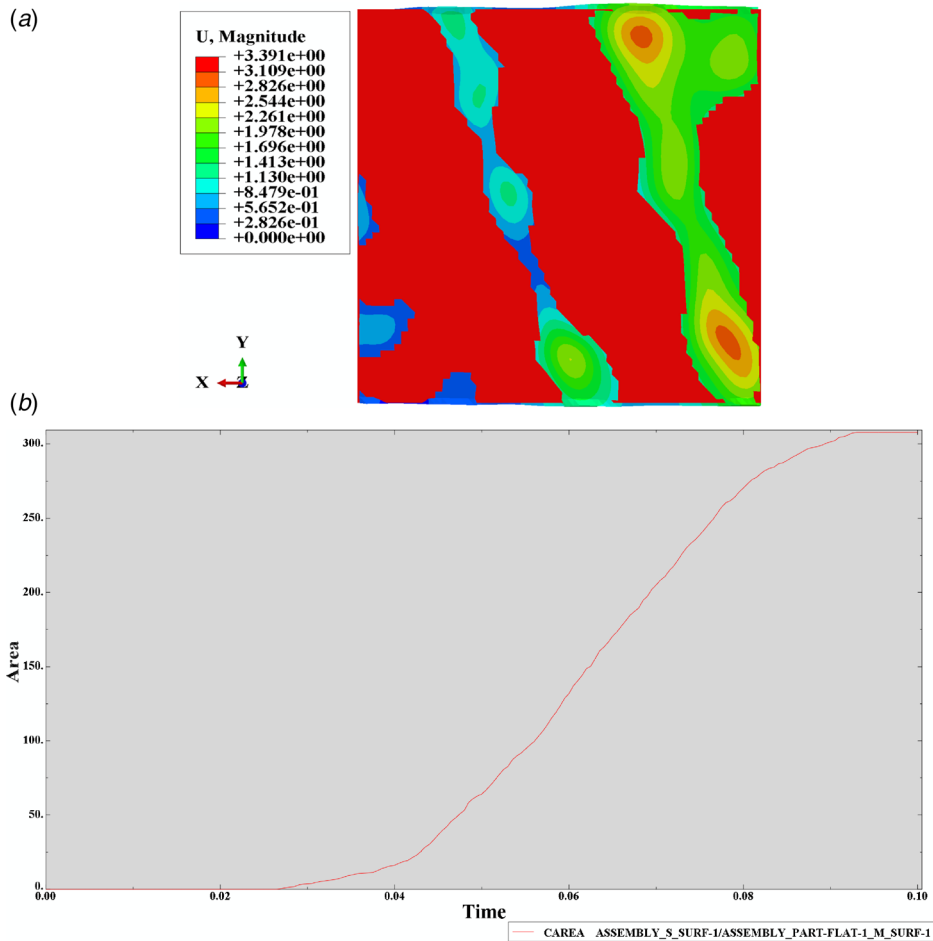 (a)
U, Magnitude
+3.391e+00
+3.109e+00
+2.826e+00
+2.544e+00
+2.261e+00
+1.978e+00
+1.696e+00
+1.413e+00
+1.130e+00
+8.479e-01
+5.652e-01
+2.826e-01
+0.000e+00
Y
X Z
(b)
300.
250.
200.
150.
100.
50.
0.
Area
0.00 0.02 0.04 0.06 0.08 0.10
Time
CAREA ASSEMBLY_S_SURF-1/ASSEMBLY_PART-FLAT-1_M_SURF-1